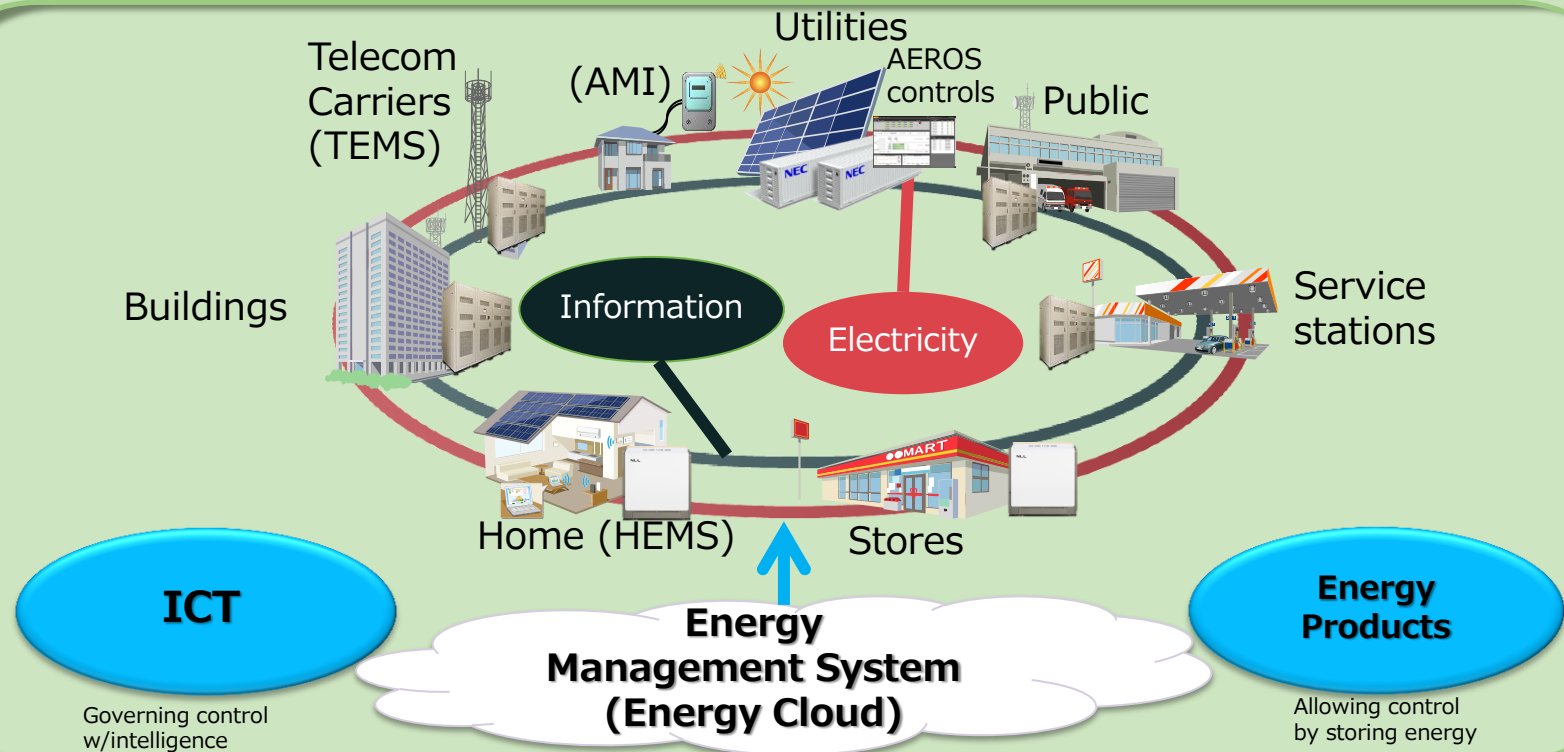 Utilities
Telecom
Carriers
(TEMS)
(AMI)
AEROS
controls
Public
NEC
NEC
Buildings
Information
Electricity
Service
stations
●●MART
Home (HEMS)
Stores
ICT
Energy
Management System
(Energy Cloud)
Energy
Products
Governing control
w/intelligence
Allowing control
by storing energy